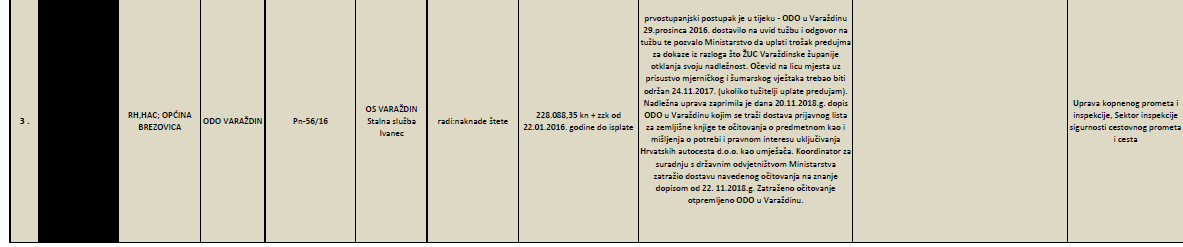 3 .
RH,HAC; OPĆINA
BREZOVICA
ODO VARAŽDIN
Pn-56/16
OS VARAŽDIN
Stalna služba
Ivanec
radi:naknade štete
228.088,35 kn + zzk od
22.01.2016. godine do isplate
prvostupanjski postupak je u tijeku - ODO u Varaždinu
29.prosinca 2016. dostavilo na uvid tužbu i odgovor na
tužbu te pozvalo Ministarstvo da uplati trošak predujma
za dokaze iz razloga što ŽUC Varaždinske županije
otklanja svoju nadležnost. Očevid na licu mjesta uz
prisustvo mjerničkog i šumarskog vještaka trebao biti
održan 24.11.2017. (ukoliko tužitelji uplate predujam).
Nadležna uprava zaprimila je dana 20.11.2018.g. dopis
ODO u Varaždinu kojim se traži dostava prijavnog lista
za zemljišne knjige te očitovanja o predmetnom kao i
mišljenja o potrebi i pravnom interesu uključivanja
Hrvatskih autocesta d.o.o. kao umješača. Koordinator za
suradnju s državnim odvjetništvom Ministarstva
zatražio dostavu navedenog očitovanja na znanje
dopisom od 22. 11.2018.g. Zatraženo očitovanje
otpremljeno ODO u Varaždinu.
Uprava kopnenog prometa i
inspekcije, Sektor inspekcije
sigurnosti cestovnog prometa
i cesta